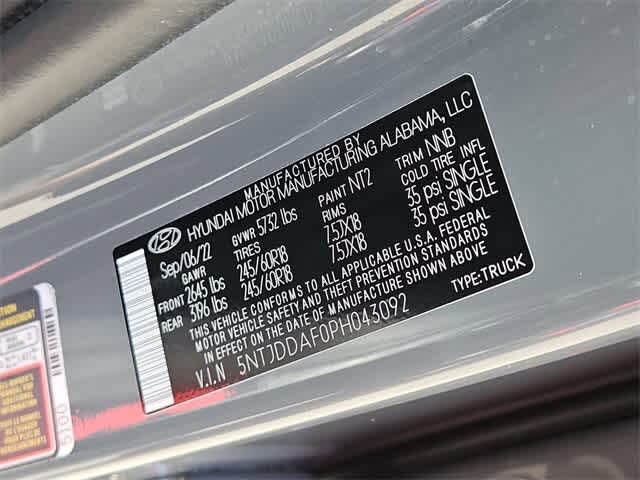 MANUFACTURED BY
HYUNDAI MOTOR MANUFACTURING ALABAMA, LLC
Sep/06/22 GVWR 5732 lbs PAINT NT2 TRIM NNB
GAWR TIRES RIMS COLD TIRE INFL
FRONT 2645 lbs 245/60R18 7.5JX18 35 psi SINGLE
REAR 3196 lbs 245/60R18 7.5JX18 35 psi SINGLE
THIS VEHICLE CONFORMS TO ALL APPLICABLE U.S.A. FEDERAL
MOTOR VEHICLE SAFETY, BUMPER AND THEFT PREVENTION STANDARDS
IN EFFECT ON THE DATE OF MANUFACTURE SHOWN ABOVE
V.I.N 5NTJDDAF0PH043092 TYPE:TRUCK